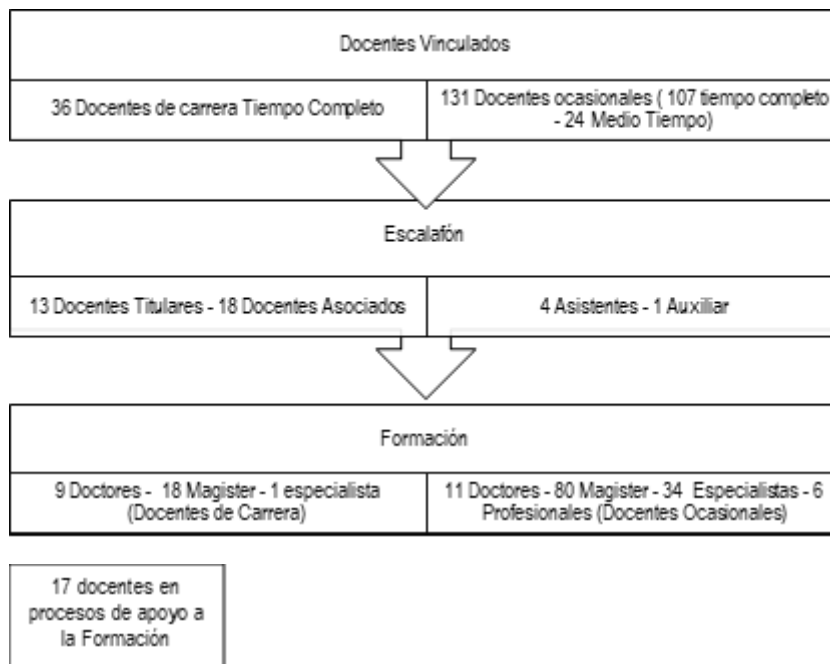 Docentes Vinculados
36 Docentes de carrera Tiempo Completo
131 Docentes ocasionales ( 107 tiempo completo
- 24 Medio Tiempo)
Escalafón
13 Docentes Titulares - 18 Docentes Asociados
4 Asistentes - 1 Auxiliar
Formación
9 Doctores - 18 Magister - 1 especialista
(Docentes de Carrera)
11 Doctores - 80 Magister - 34 Especialistas - 6
Profesionales (Docentes Ocasionales)
17 docentes en
procesos de apoyo a
la Formación